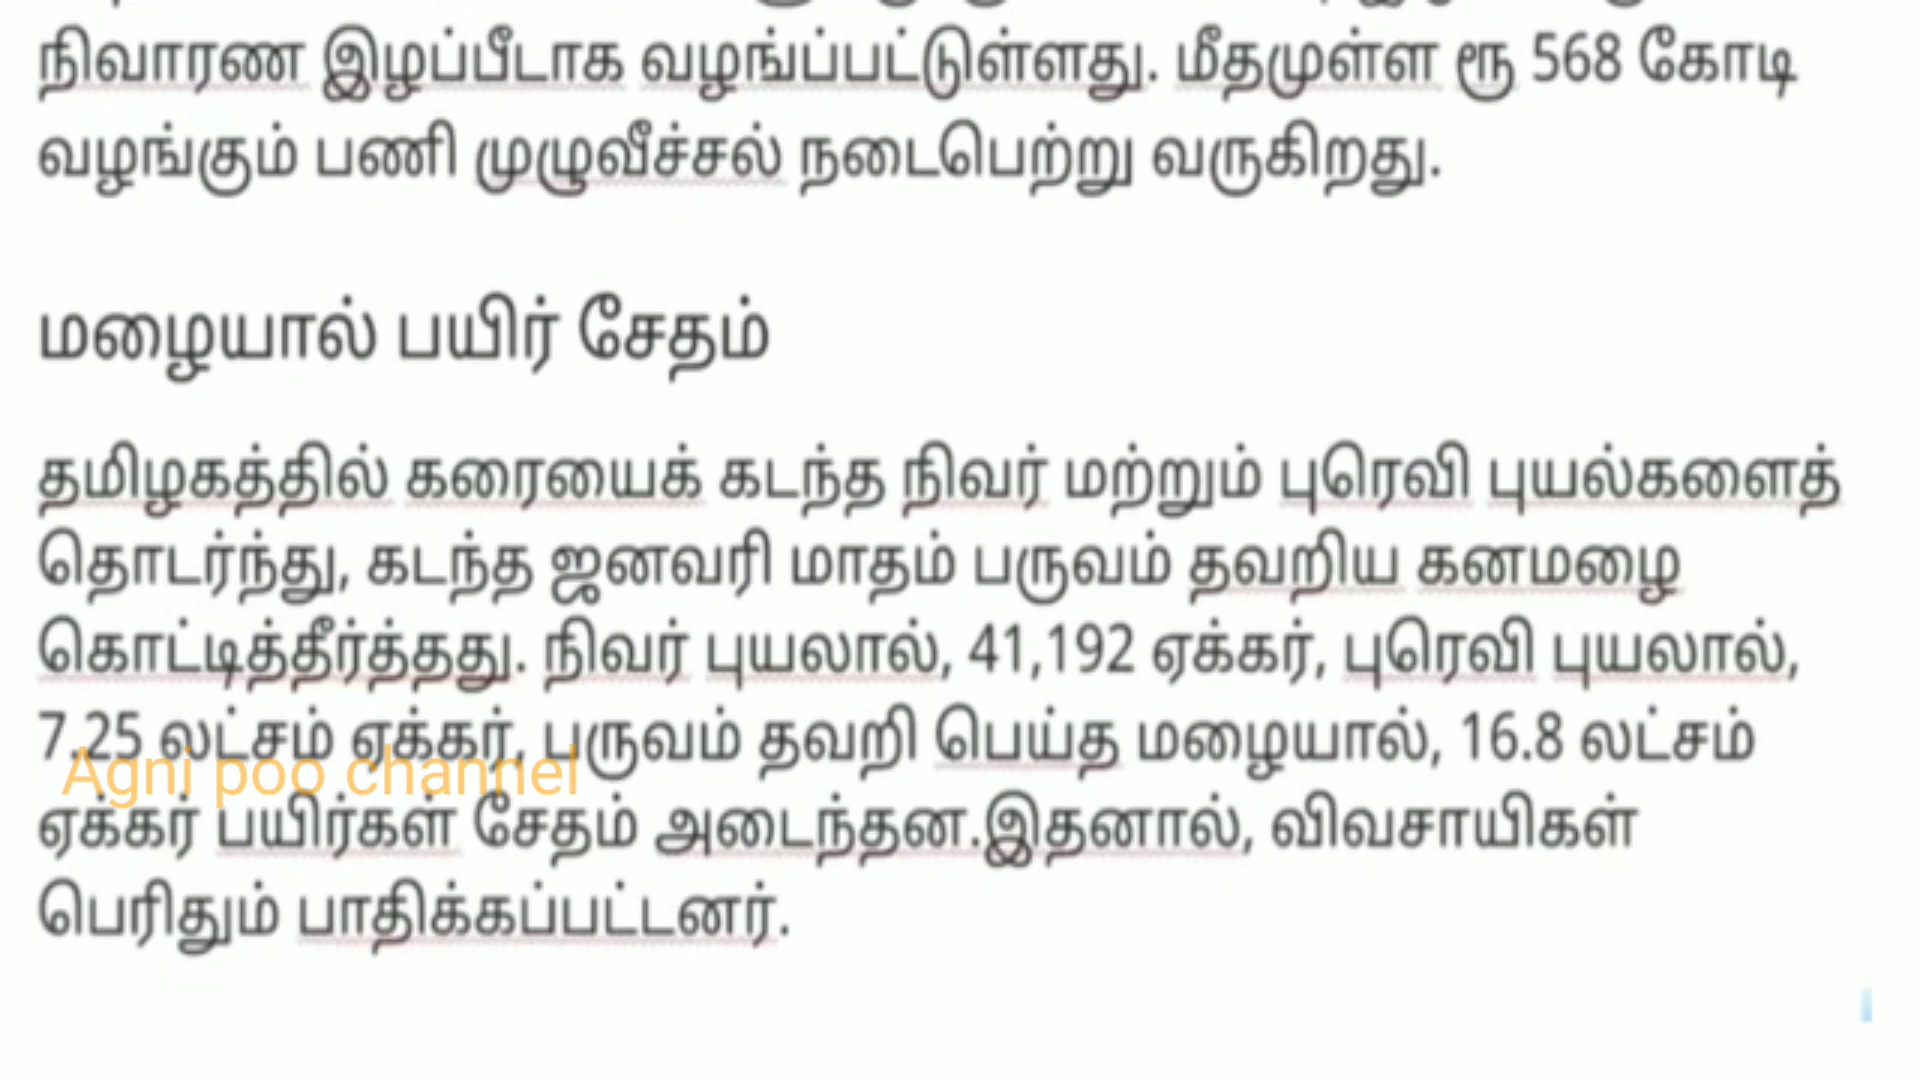 நிவாரண இழப்பீடாக வழங்ப்பட்டுள்ளது. மீதமுள்ள ரூ 568 கோடி
வழங்கும் பணி முழுவீச்சல் நடைபெற்று வருகிறது.
மழையால் பயிர் சேதம்
தமிழகத்தில் கரையைக் கடந்த நிவர் மற்றும் புரெவி புயல்களைத்
தொடர்ந்து, கடந்த ஜனவரி மாதம் பருவம் தவறிய கனமழை
கொட்டித்தீர்த்தது. நிவர் புயலால், 41,192 ஏக்கர், புரெவி புயலால்,
7.25 லட்சம் ஏக்கர், பருவம் தவறி பெய்த மழையால், 16.8 லட்சம்
Agni poo channel
ஏக்கர் பயிர்கள் சேதம் அடைந்தன.இதனால், விவசாயிகள்
பெரிதும் பாதிக்கப்பட்டனர்.